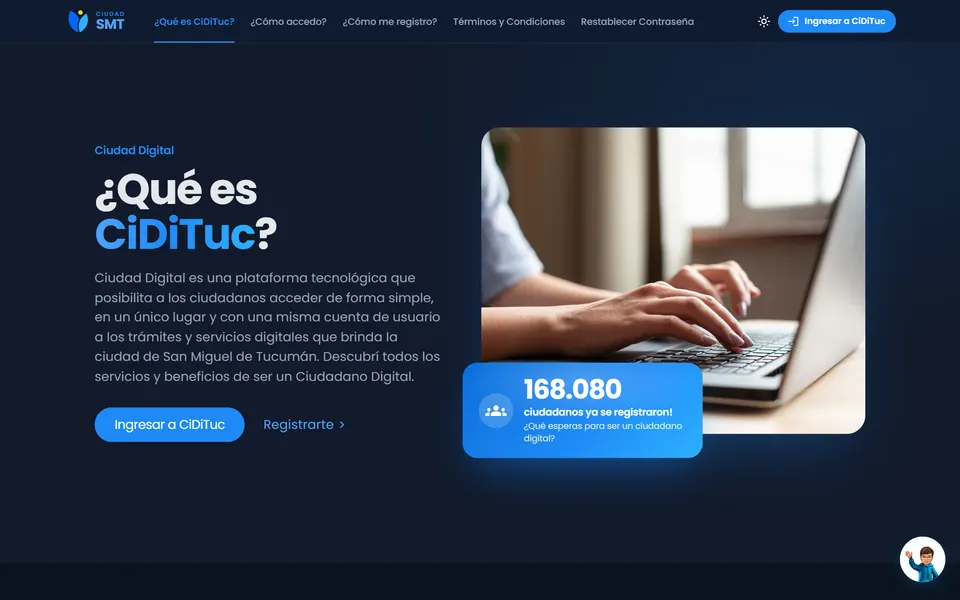 CIUDAD
SMT
¿Qué es CiDiTuc?
¿Cómo accedo?
¿Cómo me registro?
Términos y Condiciones
Restablecer Contraseña
Ingresar a CiDiTuc
Ciudad Digital
¿Qué es
CiDiTuc?
Ciudad Digital es una plataforma tecnológica que
posibilita a los ciudadanos acceder de forma simple,
en un único lugar y con una misma cuenta de usuario
a los trámites y servicios digitales que brinda la
ciudad de San Miguel de Tucumán. Descubrí todos los
servicios y beneficios de ser un Ciudadano Digital.
Ingresar a CiDiTuc
Registrarte
168.080
ciudadanos ya se registraron!
¿Qué esperas para ser un ciudadano
digital?